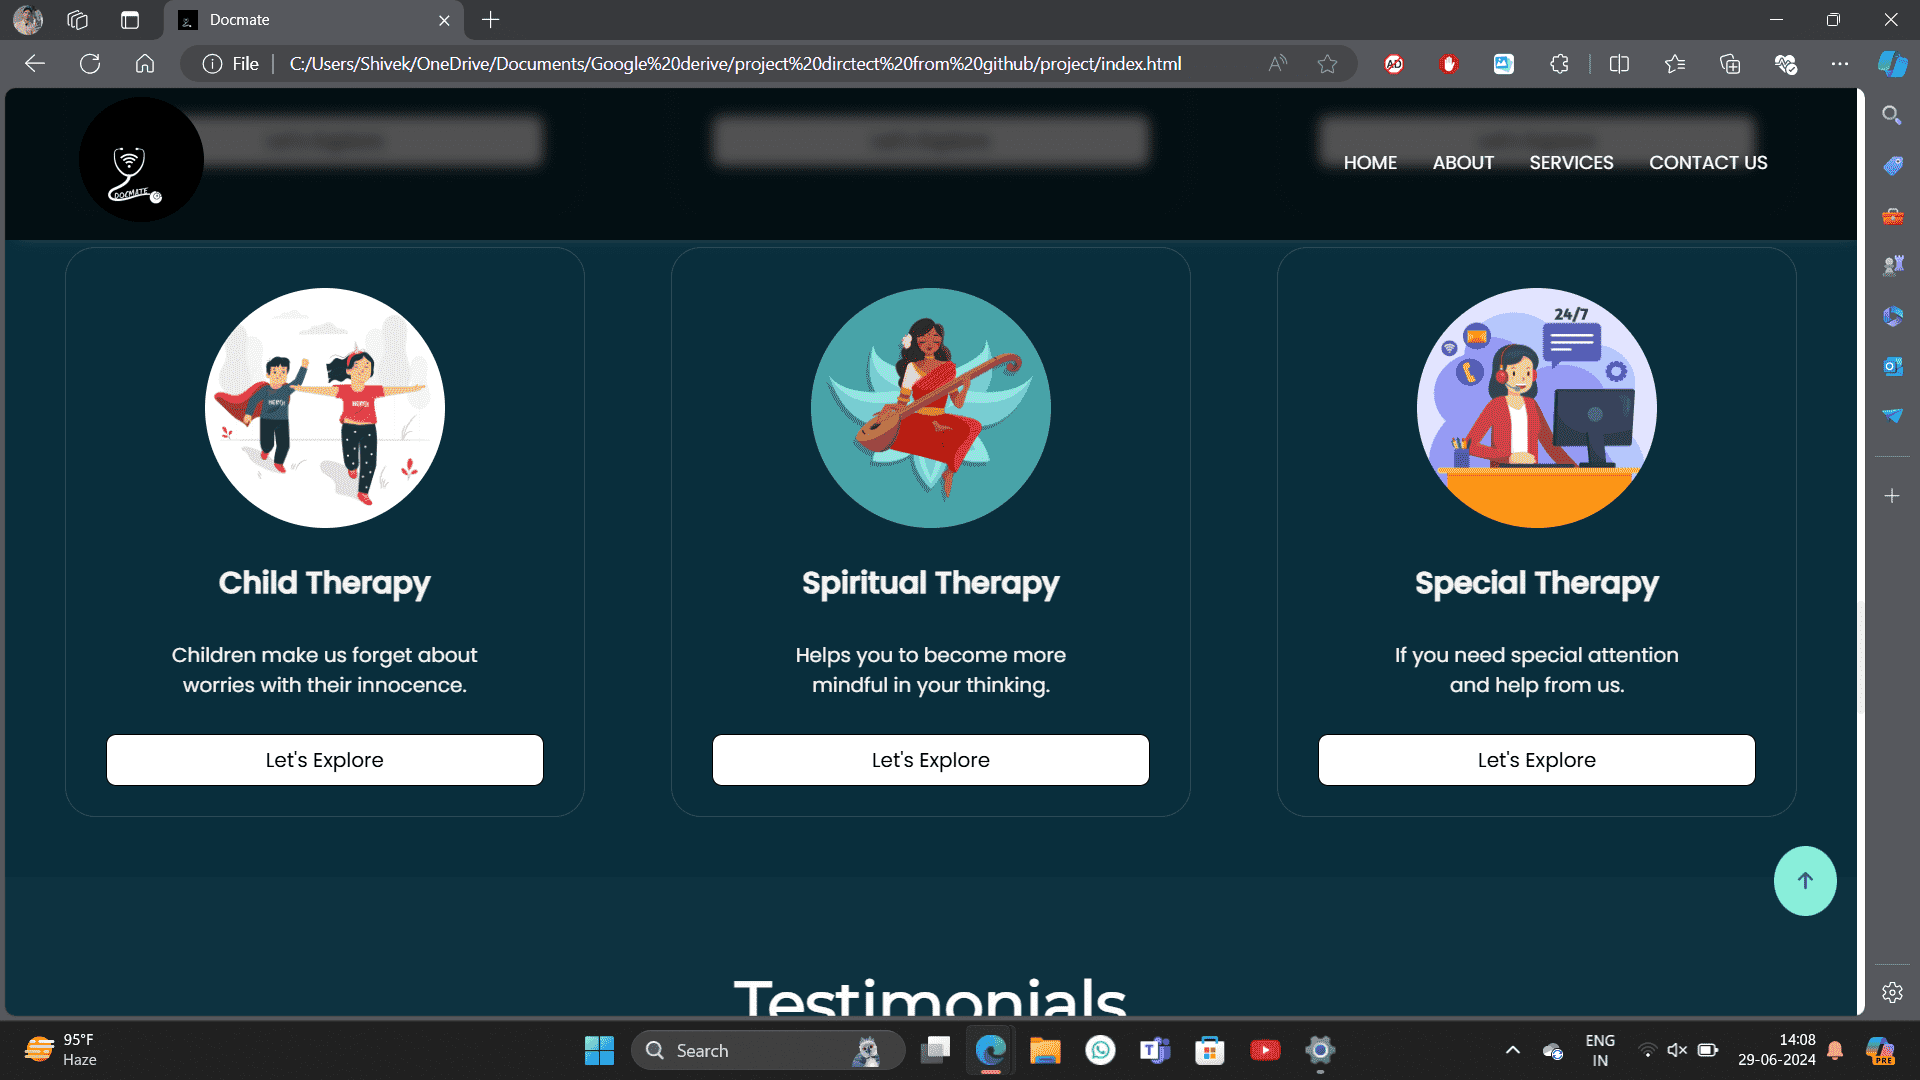 Docmate
File
C:/Users/Shivek/OneDrive/Documents/Google%20derive/project%20dirctect%20from%20github/project/index.html
DOCMATE
HOME ABOUT SERVICES CONTACT US
24/7
Child Therapy
Children make us forget about
worries with their innocence.
Let's Explore
Spiritual Therapy
Helps you to become more
mindful in your thinking.
Let's Explore
Special Therapy
If you need special attention
and help from us.
Let's Explore
Testimonials
95°F
Haze
Search
ENG
IN
14:08
29-06-2024